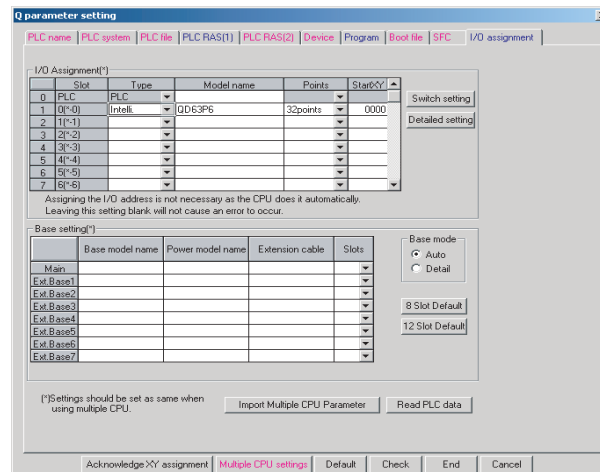 Q parameter setting
PLC name PLC system PLC file PLC RAS(1) PLC RAS(2) Device Program Boot file SFC I/O assignment
I/O Assignment(*)
Slot Type Model name Points StartXY
0 PLC PLC
1 0(*-0) Intelli. QD63P6 32points 0000
2 1(*-1)
3 2(*-2)
4 3(*-3)
5 4(*-4)
6 5(*-5)
7 6(*-6)
Switch setting
Detailed setting
Assigning the I/O address is not necessary as the CPU does it automatically.
Leaving this setting blank will not cause an error to occur.
Base setting(*)
Base model name Power model name Extension cable Slots
Main
Ext.Base1
Ext.Base2
Ext.Base3
Ext.Base4
Ext.Base5
Ext.Base6
Ext.Base7
Base mode
Auto
Detail
8 Slot Default
12 Slot Default
(*)Settings should be set as same when
using multiple CPU.
Import Multiple CPU Parameter Read PLC data
Acknowledge XY assignment Multiple CPU settings Default Check End Cancel